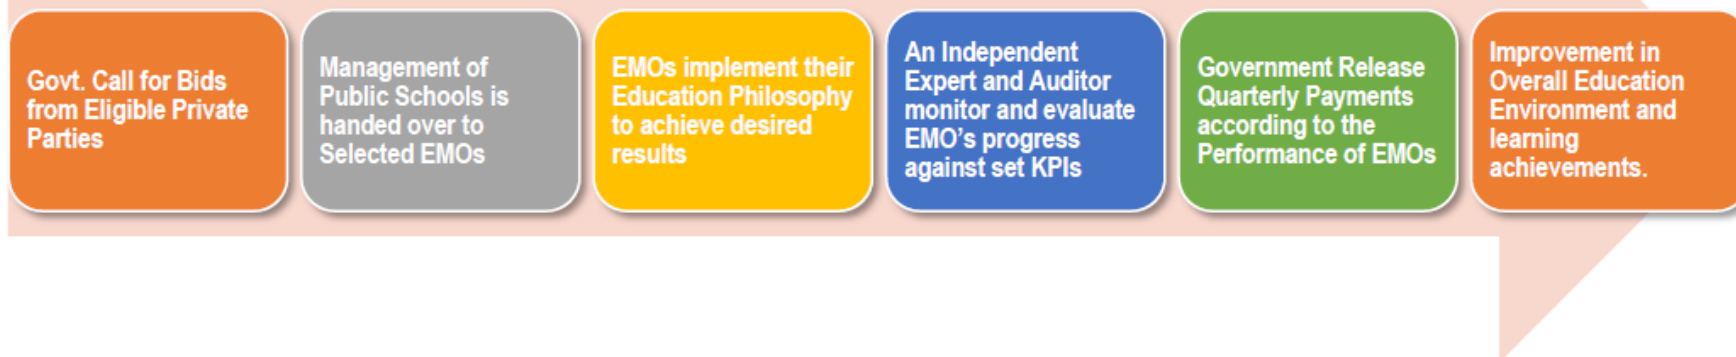 Govt. Call for Bids
from Eligible Private
Parties
Management of
Public Schools is
handed over to
Selected EMOs
EMOs implement their
Education Philosophy
to achieve desired
results
An Independent
Expert and Auditor
monitor and evaluate
EMO's progress
against set KPIs
Government Release
Quarterly Payments
according to the
Performance of EMOs
Improvement in
Overall Education
Environment and
learning
achievements.